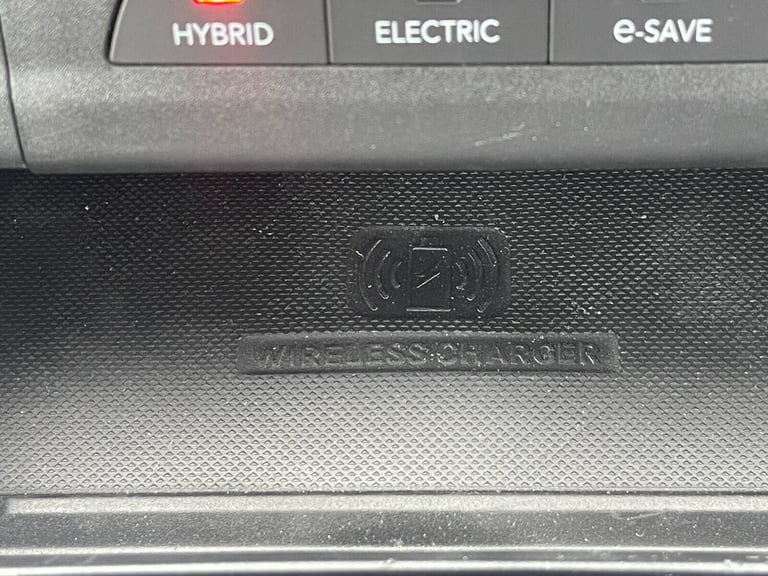 HYBRID ELECTRIC e-SAVE
WIRELESS CHARGER